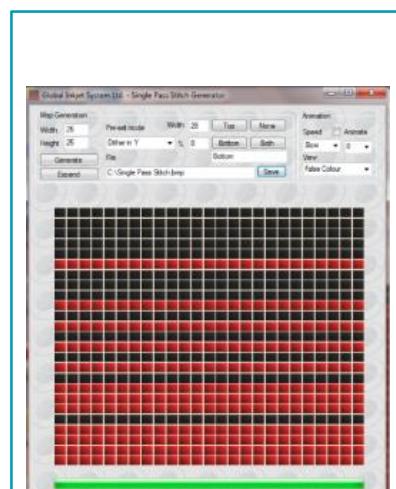 Global Inkjet System Ltd. - Single Pass Stitch Generator
Map Generation
Width 25
Height 25
Generate
Expand
Pre-set mode
Dither in Y
Width 25
% 0
Top
None
Bottom
Both
File
Bottom
C:\Single Pass Stitch.bmp
Save
Animation
Speed
Animate
Slow
0
View
False Colour